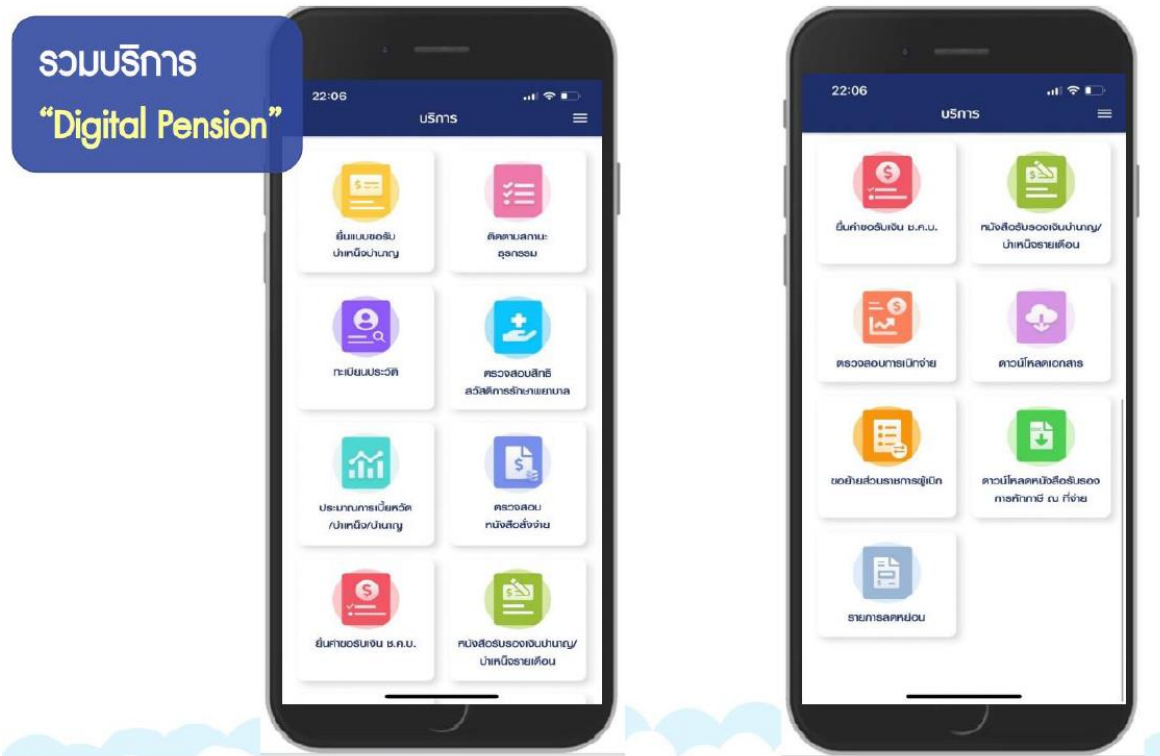 รวมบริการ
“Digital Pension”
22:06
บริการ
ยื่นแบบขอรับ
บำเหน็จบำนาญ
ติดตามสถานะ
ธุรกรรม
ทะเบียนประวัติ
ตรวจสอบสิทธิ
สวัสดิการรักษาพยาบาล
ประมาณการเบี้ยหวัด
/บำเหน็จ/บำนาญ
ตรวจสอบ
หนังสือสั่งจ่าย
ยื่นคำขอรับเงิน ช.ค.บ.
หนังสือรับรองเงินบำนาญ/
บำเหน็จรายเดือน
22:06
บริการ
ยื่นคำขอรับเงิน ช.ค.บ.
หนังสือรับรองเงินบำนาญ/
บำเหน็จรายเดือน
ตรวจสอบการเบิกจ่าย
ดาวน์โหลดเอกสาร
ขอย้ายส่วนราชการผู้เบิก
ดาวน์โหลดหนังสือรับรอง
การหักภาษี ณ ที่จ่าย
รายการลดหย่อน